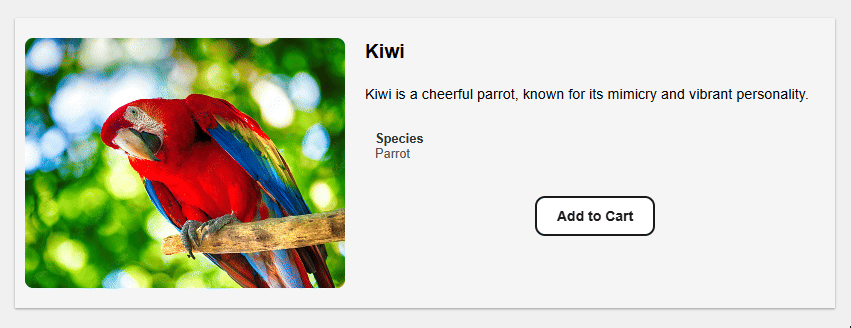 Kiwi
Kiwi is a cheerful parrot, known for its mimicry and vibrant personality.
Species
Parrot
Add to Cart